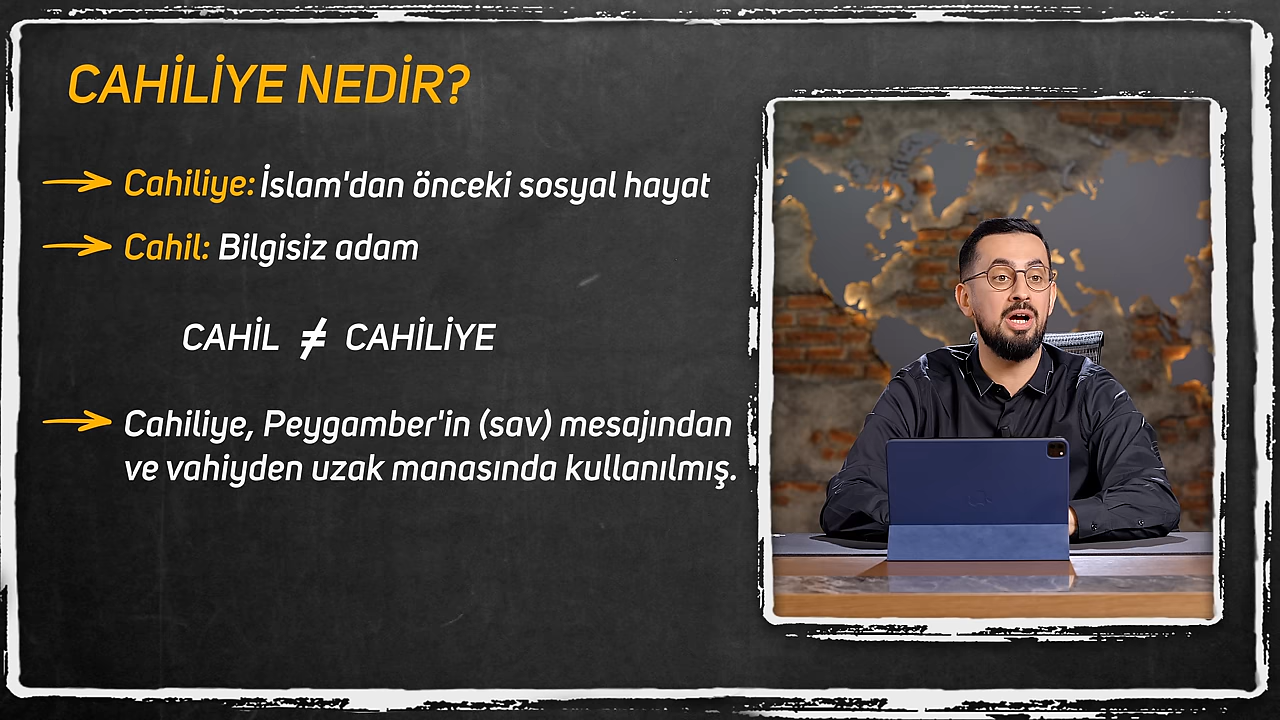 CAHİLİYE NEDİR?
Cahiliye: İslam'dan önceki sosyal hayat
Cahil: Bilgisiz adam
CAHİL ≠ CAHİLİYE
Cahiliye, Peygamber'in (sav) mesajından
ve vahiyden uzak manasında kullanılmış.